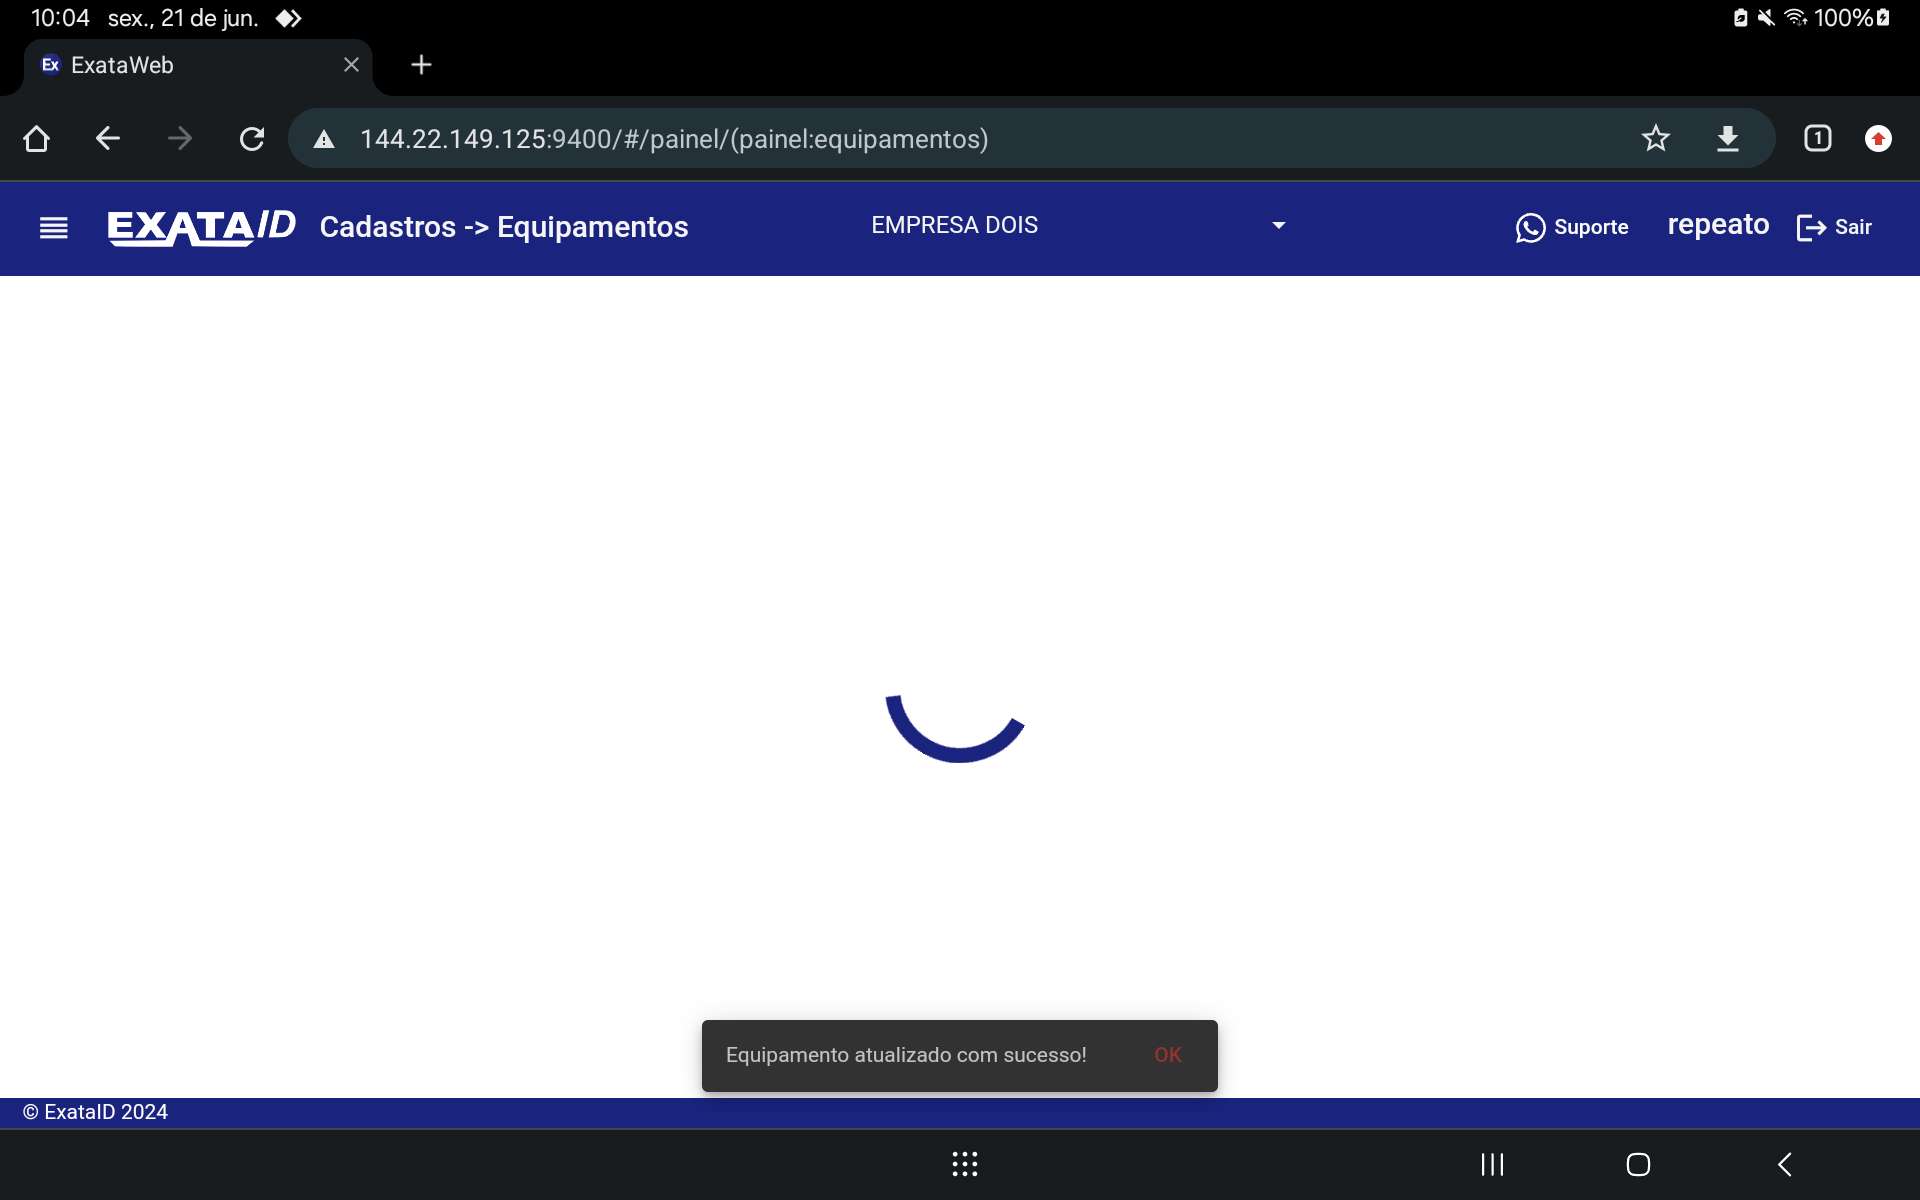 10:04 sex., 21 de jun. 100%
Ex ExataWeb
144.22.149.125:9400/#/painel/(painel:equipamentos) 1
EXATAID Cadastros -> Equipamentos EMPRESA DOIS Suporte repeato Sair
Equipamento atualizado com sucesso! OK
© ExataID 2024